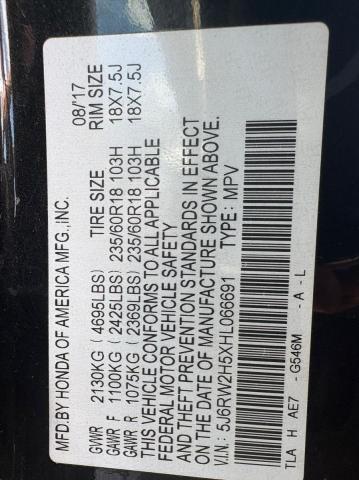 MFD.BY HONDA OF AMERICA MFG.,INC. 08/'17
TIRE SIZE RIM SIZE
GVWR 2130KG ( 4695LBS)
GAWR F 1100KG ( 2425LBS) 235/60R18 103H 18X7.5J
GAWR R 1075KG ( 2369LBS) 235/60R18 103H 18X7.5J
THIS VEHICLE CONFORMS TO ALL APPLICABLE
FEDERAL MOTOR VEHICLE SAFETY
AND THEFT PREVENTION STANDARDS IN EFFECT
ON THE DATE OF MANUFACTURE SHOWN ABOVE.
V.I.N: 5J6RW2H5XHL066691 TYPE: MPV
TLA H AE7 - G546M - A - L